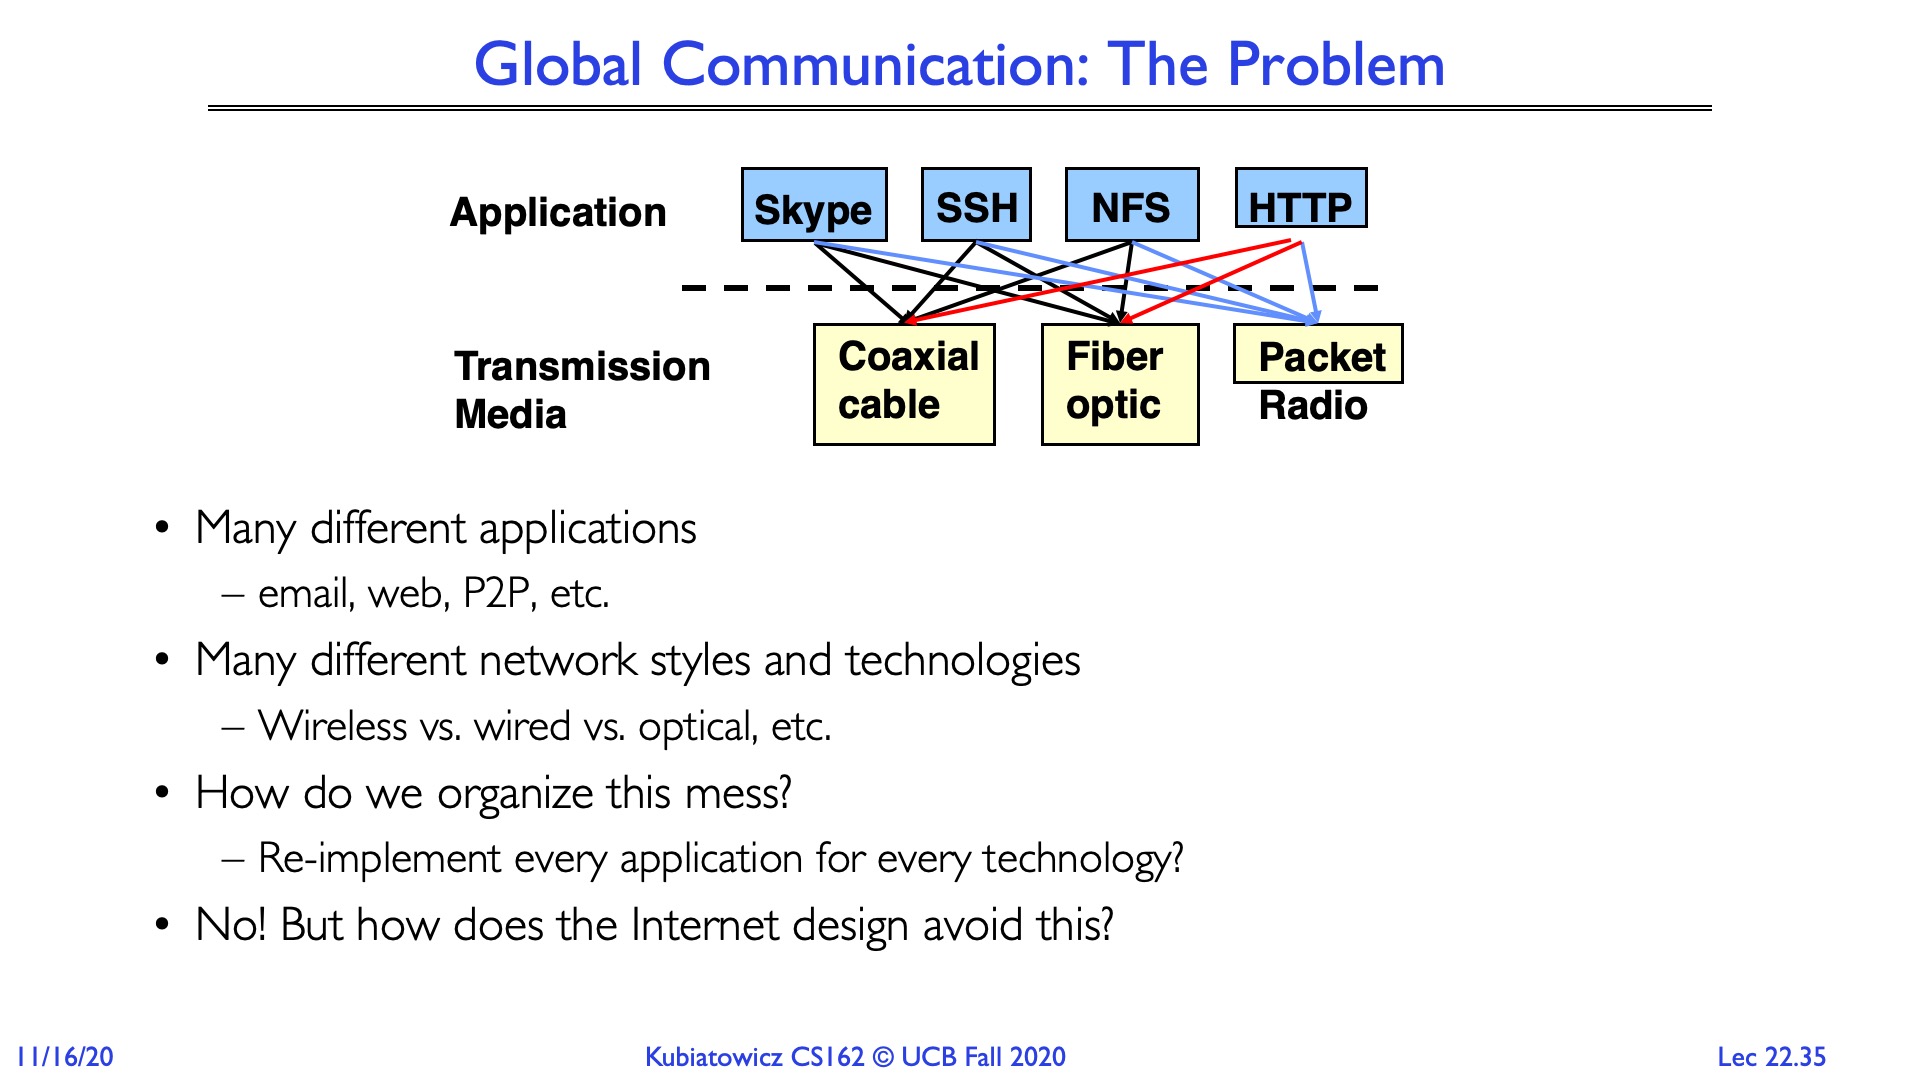 Global Communication: The Problem
Application
Skype
SSH
NFS
HTTP
Transmission
Media
Coaxial
cable
Fiber
optic
Packet
Radio
• Many different applications
– email, web, P2P, etc.
• Many different network styles and technologies
– Wireless vs. wired vs. optical, etc.
• How do we organize this mess?
– Re-implement every application for every technology?
• No! But how does the Internet design avoid this?
11/16/20
Kubiatowicz CS162 © UCB Fall 2020
Lec 22.35